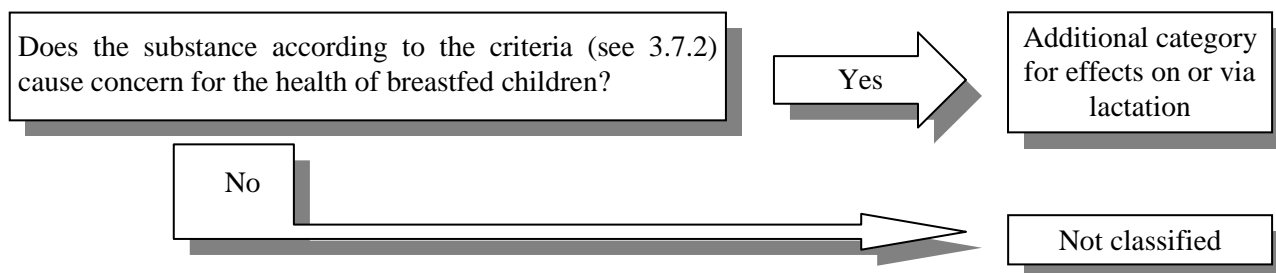 Does the substance according to the criteria (see 3.7.2)
cause concern for the health of breastfed children?
Yes
Additional category
for effects on or via
lactation
No
Not classified